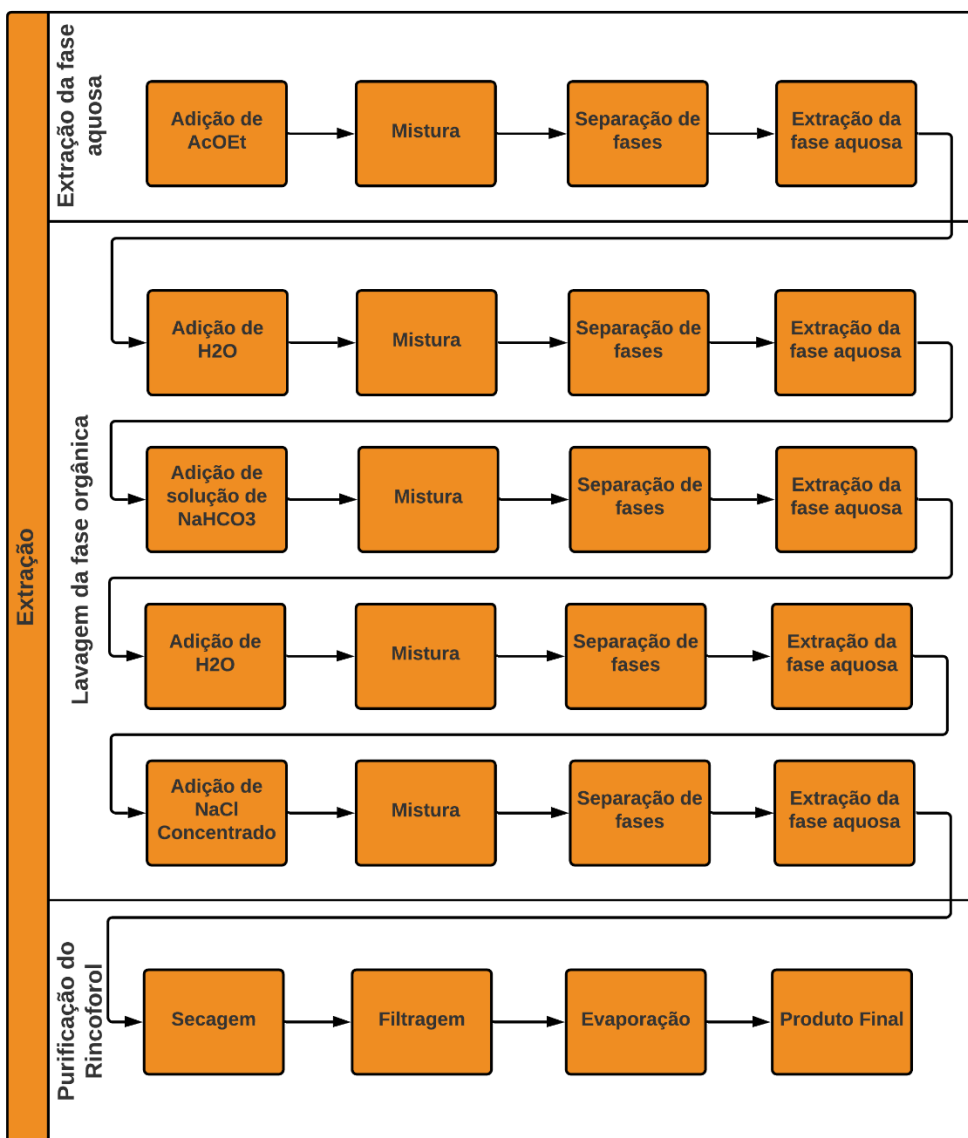 Extração
Extração da fase
aquosa
Adição de
AcOEt
Mistura
Separação de
fases
Extração da
fase aquosa
Lavagem da fase orgânica
Adição de
H2O
Mistura
Separação de
fases
Extração da
fase aquosa
Adição de
solução de
NaHCO3
Mistura
Separação de
fases
Extração da
fase aquosa
Adição de
H2O
Mistura
Separação de
fases
Extração da
fase aquosa
Adição de
NaCl
Concentrado
Mistura
Separação de
fases
Extração da
fase aquosa
Purificação do
Rincoforol
Secagem
Filtragem
Evaporação
Produto Final